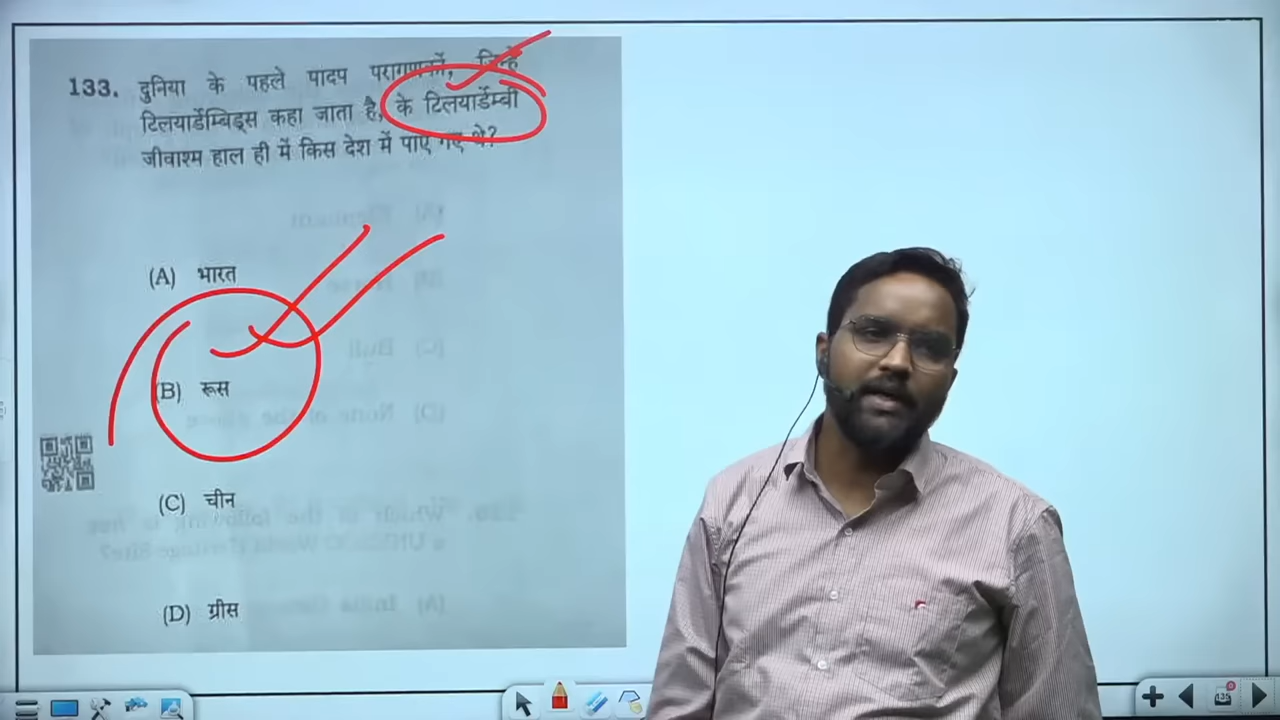 133. दुनिया के पहले पादप परागणकों, जिन्हें
टिलयार्डेम्बिड्स कहा जाता है, के टिलयार्डेम्बी
जीवाश्म हाल ही में किस देश में पाए गए थे?
(A) भारत
(B) रूस
(C) चीन
(D) ग्रीस